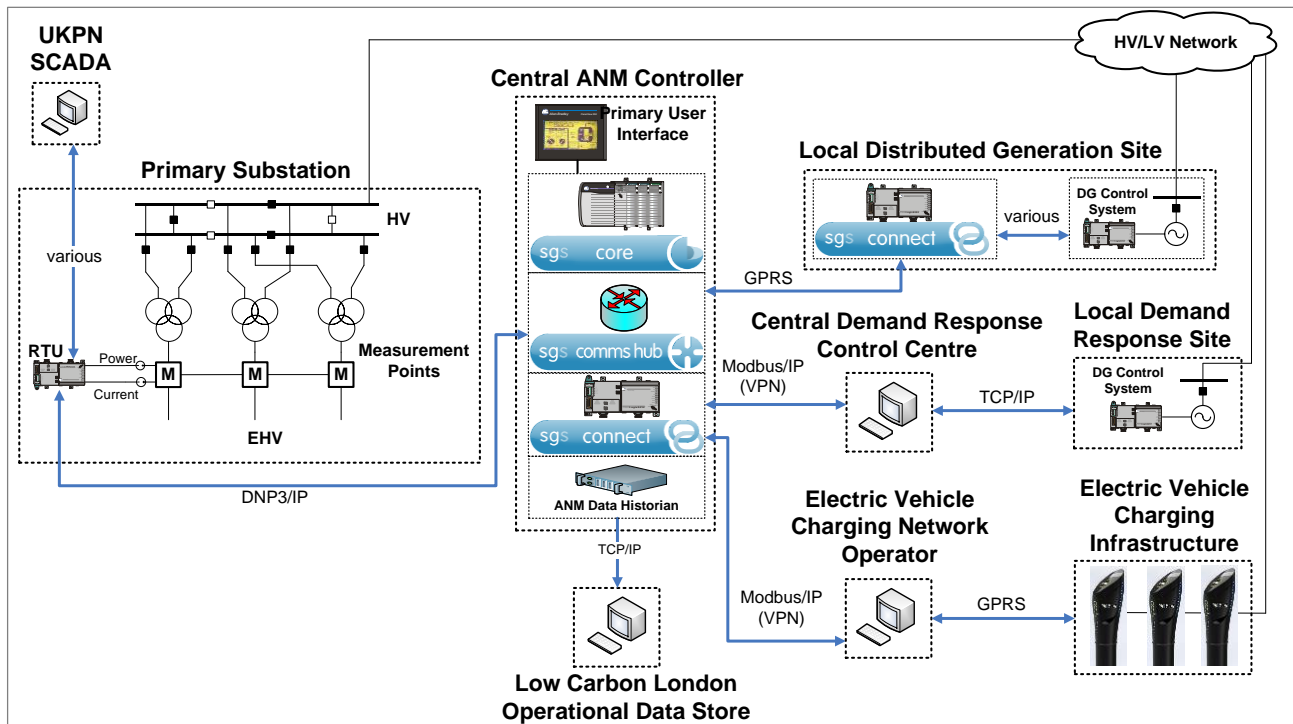 UKPN
SCADA
HV/LV Network
Central ANM Controller
Primary User
Interface
Local Distributed Generation Site
Primary Substation
DG Control
System
HV
various
sgs connect
various
sgs core
GPRS
Central Demand Response
Control Centre
Local Demand
Response Site
RTU
Power
Current
M
M
M
Measurement
Points
sgs comms hub
Modbus/IP
(VPN)
DG Control
System
TCP/IP
EHV
sgs connect
DNP3/IP
ANM Data Historian
Electric Vehicle
Charging Network
Operator
Electric Vehicle
Charging
Infrastructure
TCP/IP
Modbus/IP
(VPN)
GPRS
Low Carbon London
Operational Data Store